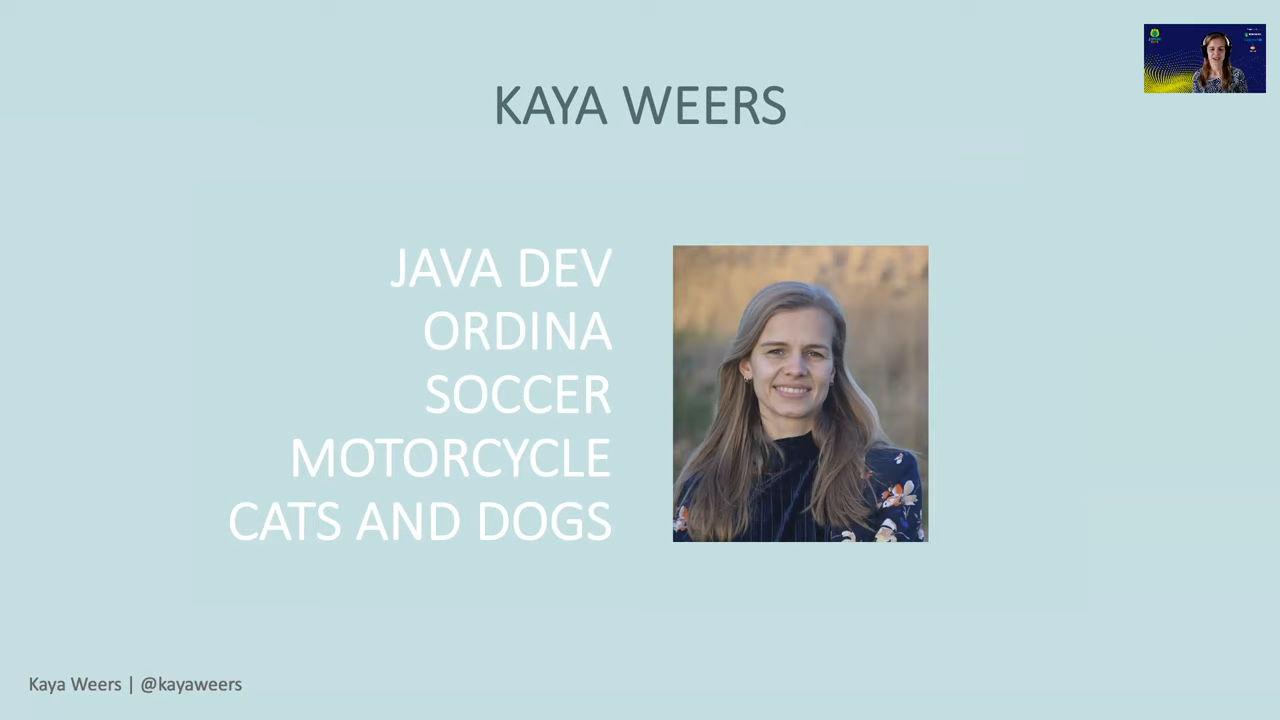 KAYA WEERS
JAVA DEV
ORDINA
SOCCER
MOTORCYCLE
CATS AND DOGS
Kaya Weers | @kayaweers